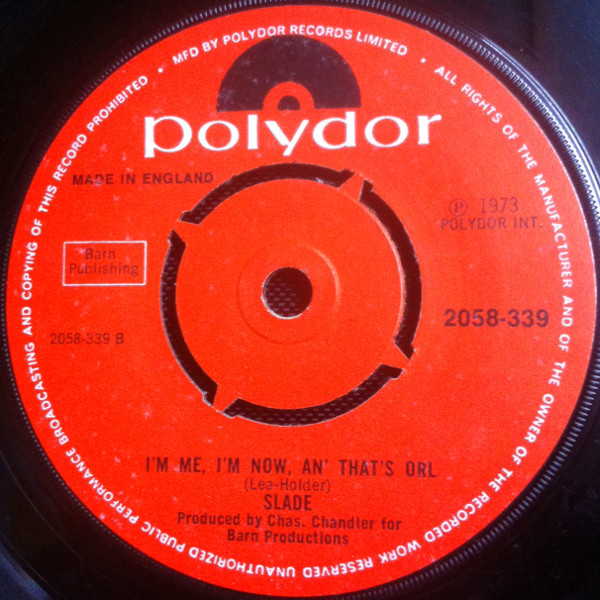 • MFD BY POLYDOR RECORDS LIMITED • ALL RIGHTS OF THE MANUFACTURER AND OF THE OWNER OF THE RECORDED WORK RESERVED UNAUTHORIZED PUBLIC PERFORMANCE BROADCASTING AND COPYING OF THIS RECORD PROHIBITED
polydor
MADE IN ENGLAND
℗ 1973
POLYDOR INT.
Barn
Publishing
2058-339
2058-339 B
I'M ME, I'M NOW, AN' THAT'S ORL
(Lea-Holder)
SLADE
Produced by Chas. Chandler for
Barn Productions